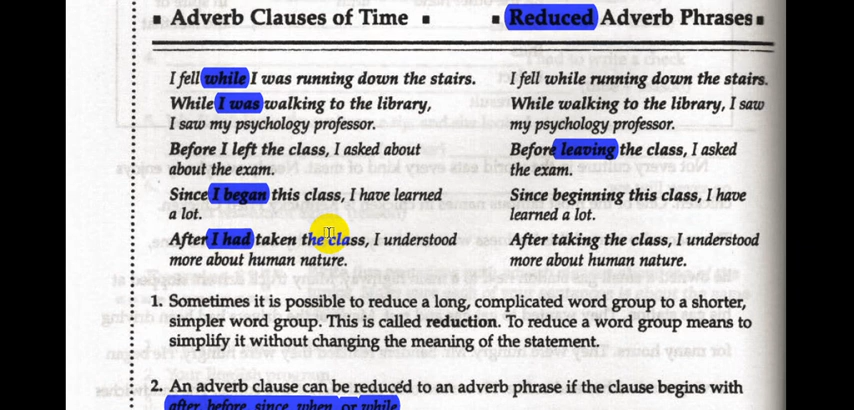 ▪ Adverb Clauses of Time ▪
▪ Reduced Adverb Phrases ▪
I fell while I was running down the stairs.
While I was walking to the library,
I saw my psychology professor.
Before I left the class, I asked about
about the exam.
Since I began this class, I have learned
a lot.
After I had taken the class, I understood
more about human nature.
I fell while running down the stairs.
While walking to the library, I saw
my psychology professor.
Before leaving the class, I asked
the exam.
Since beginning this class, I have
learned a lot.
After taking the class, I understood
more about human nature.
1. Sometimes it is possible to reduce a long, complicated word group to a shorter,
simpler word group. This is called reduction. To reduce a word group means to
simplify it without changing the meaning of the statement.
2. An adverb clause can be reduced to an adverb phrase if the clause begins with
after, before, since, when, or while